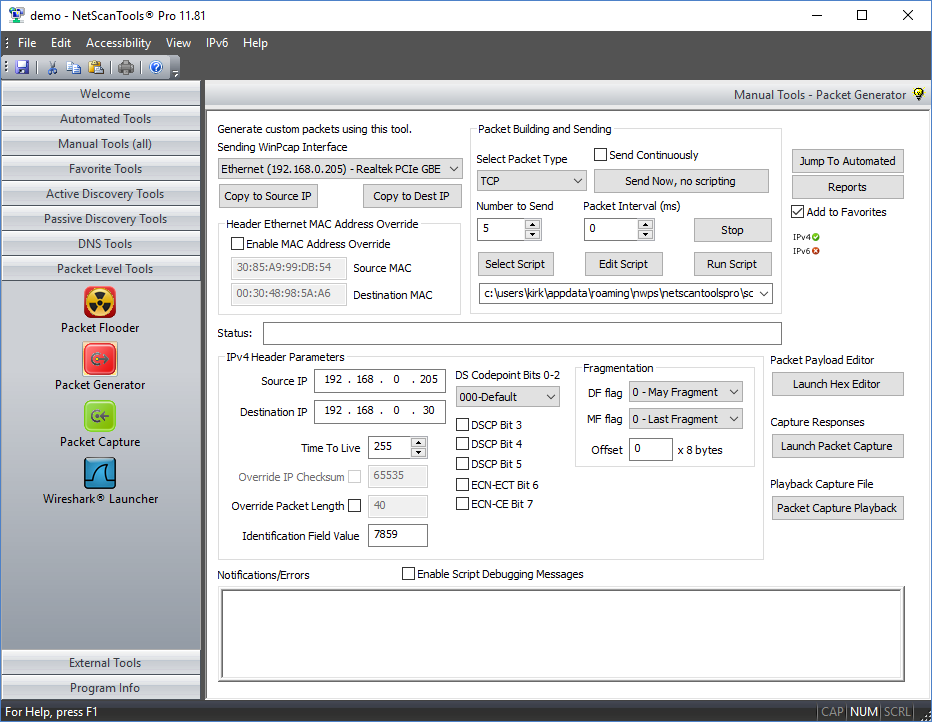 demo - NetScanTools® Pro 11.81
File Edit Accessibility View IPv6 Help
Welcome
Automated Tools
Manual Tools (all)
Favorite Tools
Active Discovery Tools
Passive Discovery Tools
DNS Tools
Packet Level Tools
Packet Flooder
Packet Generator
Packet Capture
Wireshark® Launcher
External Tools
Program Info
Manual Tools - Packet Generator
Generate custom packets using this tool.
Sending WinPcap Interface
Ethernet (192.168.0.205) - Realtek PCIe GBE
Copy to Source IP Copy to Dest IP
Header Ethernet MAC Address Override
Enable MAC Address Override
30:85:A9:99:DB:54 Source MAC
00:30:48:98:5A:A6 Destination MAC
Packet Building and Sending
Select Packet Type Send Continuously
TCP Send Now, no scripting
Number to Send Packet Interval (ms)
5 0 Stop
Select Script Edit Script Run Script
c:\users\kirk\appdata\roaming\nwps\netscantoolspro\sc
Jump To Automated
Reports
Add to Favorites
IPv4
IPv6
Status:
IPv4 Header Parameters
Source IP 192 . 168 . 0 . 205
Destination IP 192 . 168 . 0 . 30
Time To Live 255
Override IP Checksum 65535
Override Packet Length 40
Identification Field Value 7859
DS Codepoint Bits 0-2
000-Default
DSCP Bit 3
DSCP Bit 4
DSCP Bit 5
ECN-ECT Bit 6
ECN-CE Bit 7
Fragmentation
DF flag 0 - May Fragment
MF flag 0 - Last Fragment
Offset 0 x 8 bytes
Packet Payload Editor
Launch Hex Editor
Capture Responses
Launch Packet Capture
Playback Capture File
Packet Capture Playback
Notifications/Errors Enable Script Debugging Messages
For Help, press F1 CAP NUM SCRL